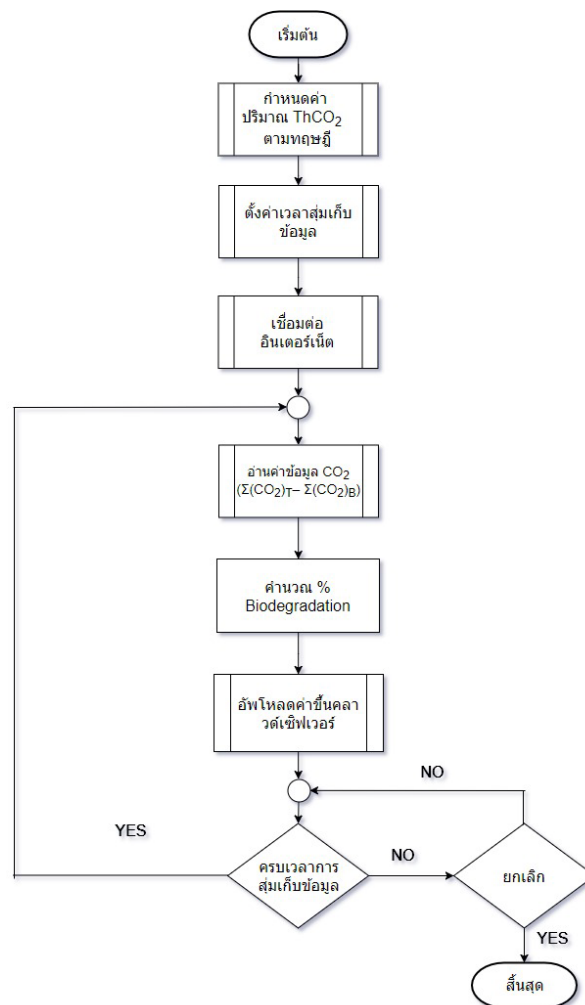 เริ่มต้น
กำหนดค่า
ปริมาณ ThCO₂
ตามทฤษฎี
ตั้งค่าเวลาสุ่มเก็บ
ข้อมูล
เชื่อมต่อ
อินเตอร์เน็ต
อ่านค่าข้อมูล CO₂
(Σ(CO₂)T– Σ(CO₂)B)
คำนวณ %
Biodegradation
อัพโหลดค่าขึ้นคลา
วด์เซิฟเวอร์
NO
YES
ครบเวลาการ
สุ่มเก็บข้อมูล
NO
ยกเลิก
YES
สิ้นสุด